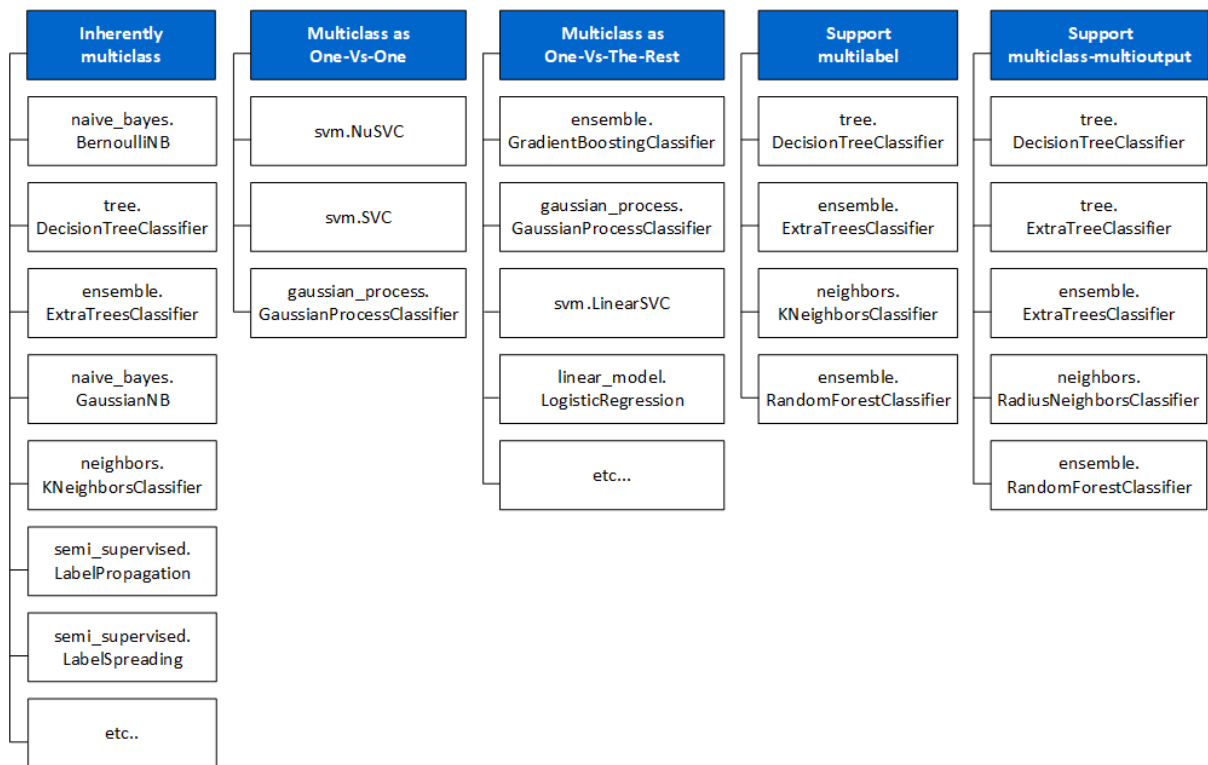 Inherently
multiclass
naive_bayes.
BernoulliNB
tree.
DecisionTreeClassifier
ensemble.
ExtraTreesClassifier
naive_bayes.
GaussianNB
neighbors.
KNeighborsClassifier
semi_supervised.
LabelPropagation
semi_supervised.
LabelSpreading
etc..
Multiclass as
One-Vs-One
svm.NuSVC
svm.SVC
gaussian_process.
GaussianProcessClassifier
Multiclass as
One-Vs-The-Rest
ensemble.
GradientBoostingClassifier
gaussian_process.
GaussianProcessClassifier
svm.LinearSVC
linear_model.
LogisticRegression
etc...
Support
multilabel
tree.
DecisionTreeClassifier
ensemble.
ExtraTreesClassifier
neighbors.
KNeighborsClassifier
ensemble.
RandomForestClassifier
Support
multiclass-multioutput
tree.
DecisionTreeClassifier
tree.
ExtraTreeClassifier
ensemble.
ExtraTreesClassifier
neighbors.
RadiusNeighborsClassifier
ensemble.
RandomForestClassifier